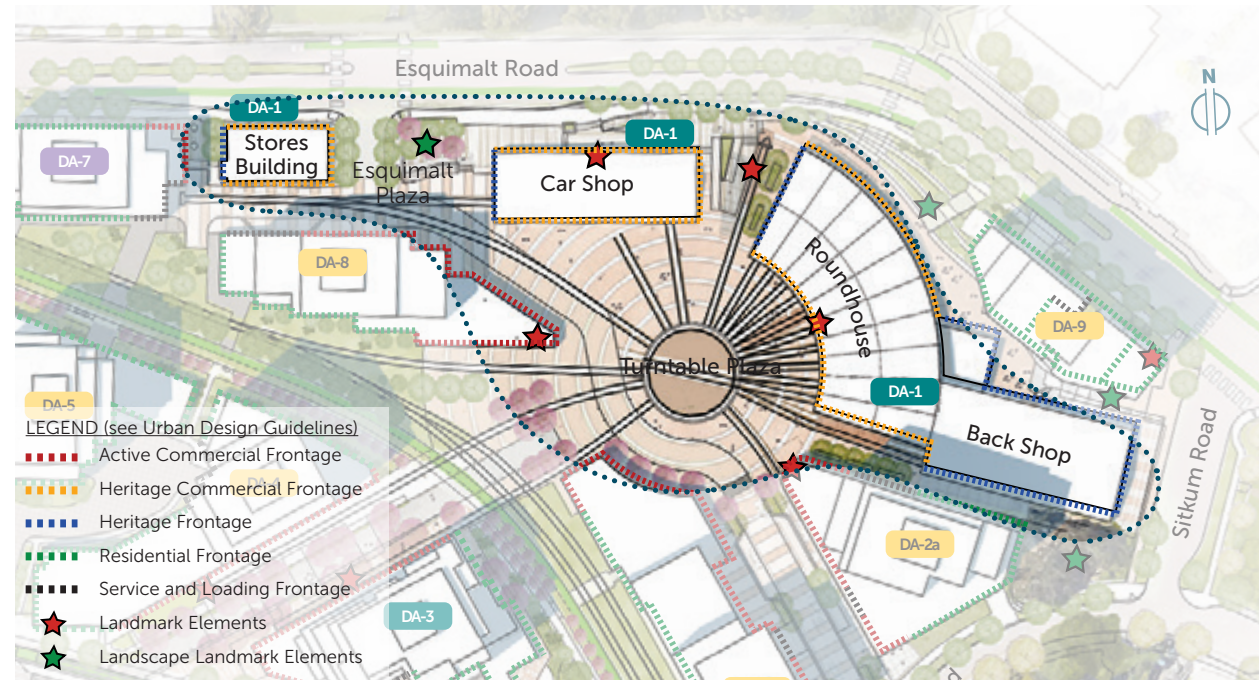 Esquimalt Road
N
DA-1
DA-1
DA-7
Stores
Building
Esquimalt
Plaza
Car Shop
Roundhouse
DA-8
DA-9
Turntable Plaza
DA-1
DA-5
Back Shop
Sitkum Road
LEGEND (see Urban Design Guidelines)
Active Commercial Frontage
Heritage Commercial Frontage
Heritage Frontage
Residential Frontage
Service and Loading Frontage
Landmark Elements
Landscape Landmark Elements
DA-2a
DA-3